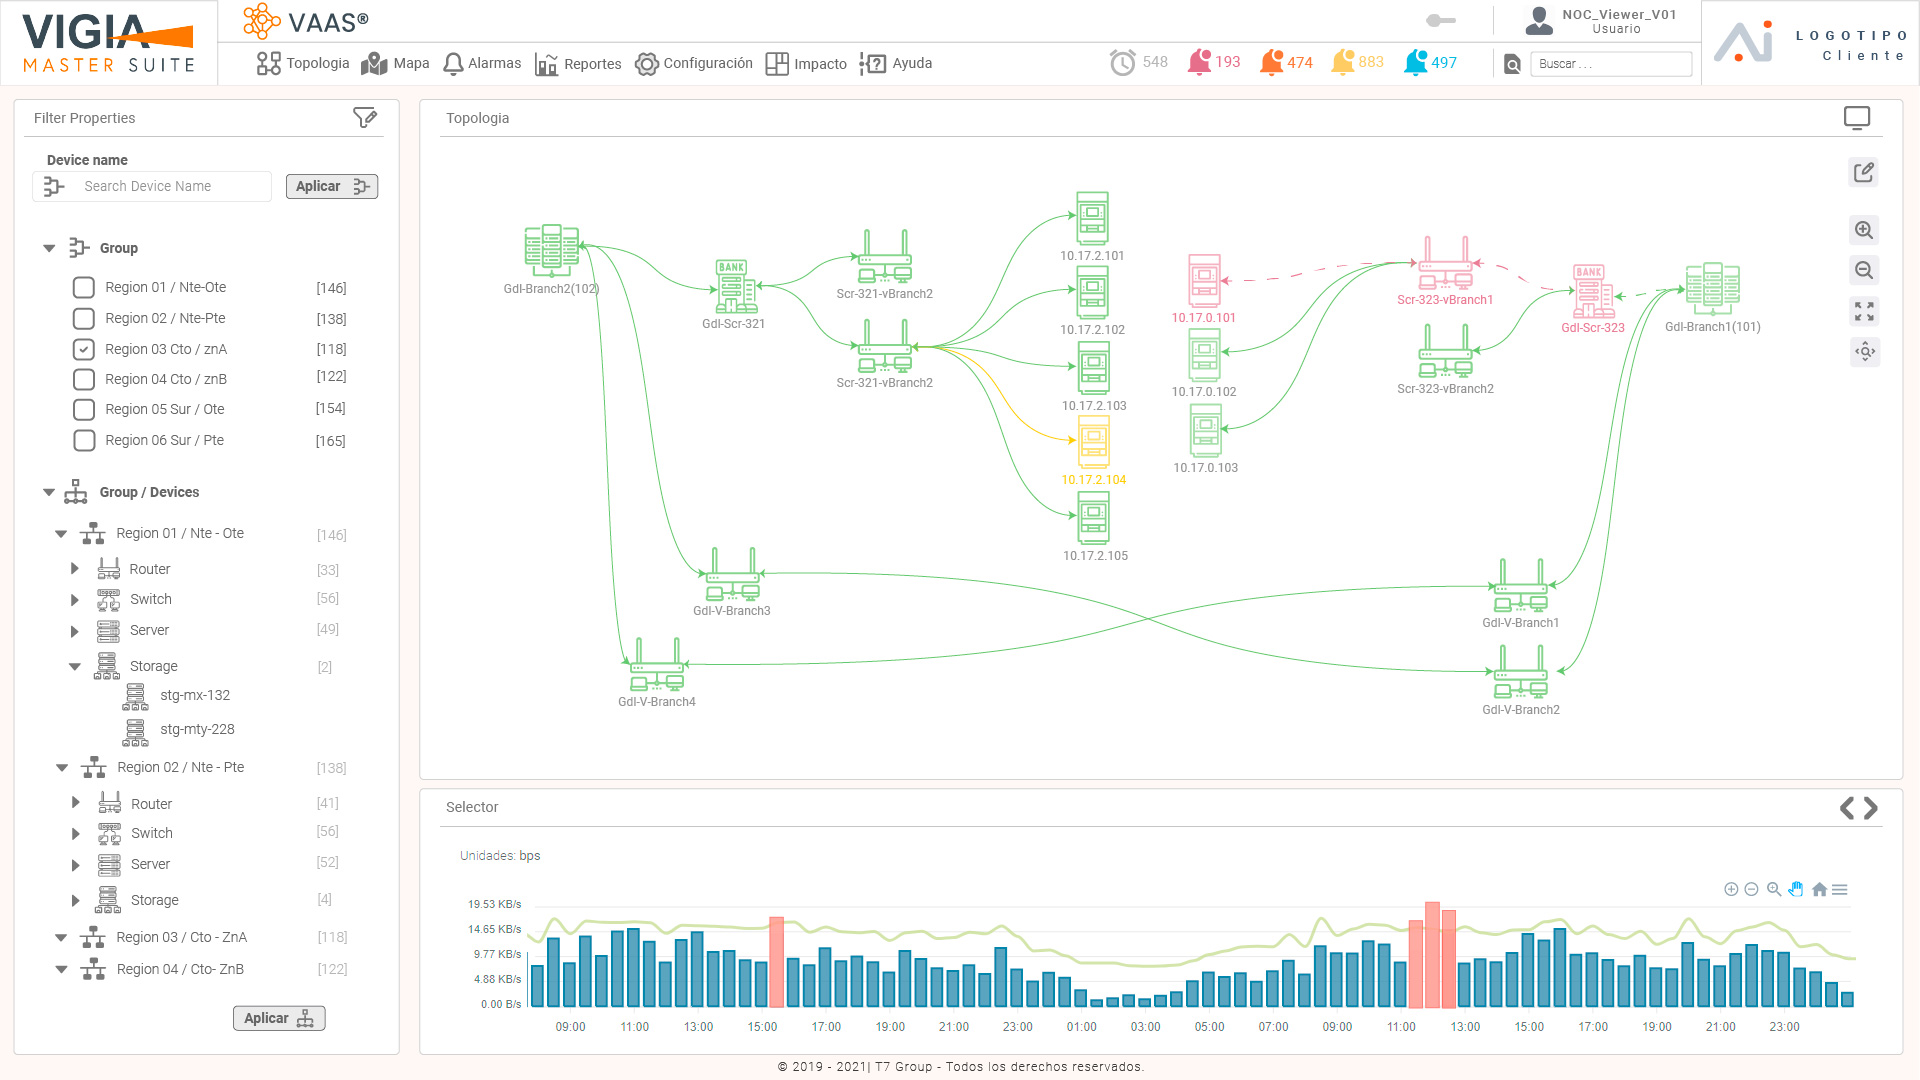 VIGIA
MASTER SUITE
VAAS®
NOC_Viewer_V01
Usuario
LOGOTIPO
Cliente
Topologia
Mapa
Alarmas
Reportes
Configuración
Impacto
Ayuda
548
193
474
883
497
Buscar . . .
Filter Properties
Device name
Search Device Name
Aplicar
Group
Region 01 / Nte-Ote [146]
Region 02 / Nte-Pte [138]
Region 03 Cto / znA [118]
Region 04 Cto / znB [122]
Region 05 Sur / Ote [154]
Region 06 Sur / Pte [165]
Group / Devices
Region 01 / Nte - Ote [146]
Router [33]
Switch [56]
Server [49]
Storage [2]
stg-mx-132
stg-mty-228
Region 02 / Nte - Pte [138]
Router [41]
Switch [56]
Server [52]
Storage [4]
Region 03 / Cto - ZnA [118]
Region 04 / Cto- ZnB [122]
Aplicar
Topologia
Gdl-Branch2(102)
BANK
Gdl-Scr-321
Scr-321-vBranch2
Scr-321-vBranch2
10.17.2.101
10.17.2.102
10.17.2.103
10.17.2.104
10.17.2.105
10.17.0.101
10.17.0.102
10.17.0.103
Scr-323-vBranch1
Scr-323-vBranch2
BANK
Gdl-Scr-323
Gdl-Branch1(101)
Gdl-V-Branch3
Gdl-V-Branch4
Gdl-V-Branch1
Gdl-V-Branch2
Selector
Unidades: bps
19.53 KB/s
14.65 KB/s
9.77 KB/s
4.88 KB/s
0.00 B/s
09:00 11:00 13:00 15:00 17:00 19:00 21:00 23:00 01:00 03:00 05:00 07:00 09:00 11:00 13:00 15:00 17:00 19:00 21:00 23:00
© 2019 - 2021| T7 Group - Todos los derechos reservados.